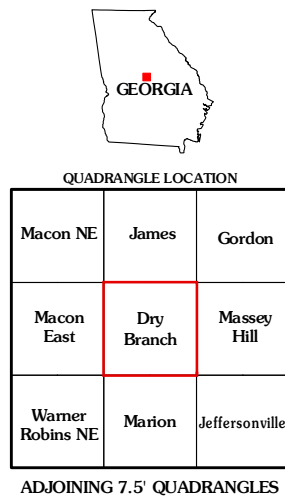 GEORGIA
QUADRANGLE LOCATION
Macon NE
James
Gordon
Macon
East
Dry
Branch
Massey
Hill
Warner
Robins NE
Marion
Jeffersonville
ADJOINING 7.5' QUADRANGLES